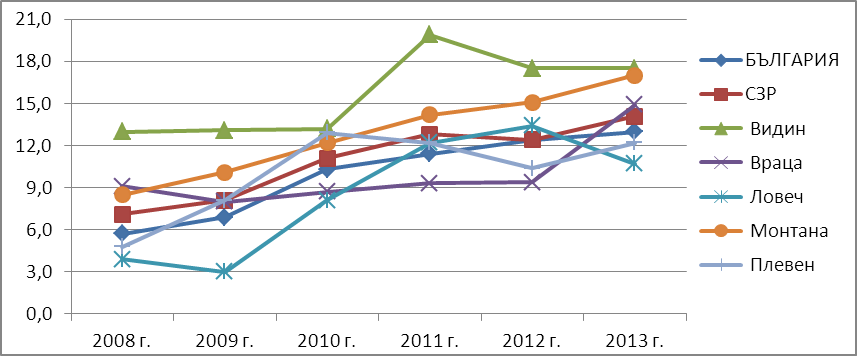 21,0
18,0
15,0
12,0
9,0
6,0
3,0
0,0
2008 г. 2009 г. 2010 г. 2011 г. 2012 г. 2013 г.
БЪЛГАРИЯ
СЗР
Видин
Враца
Ловеч
Монтана
Плевен